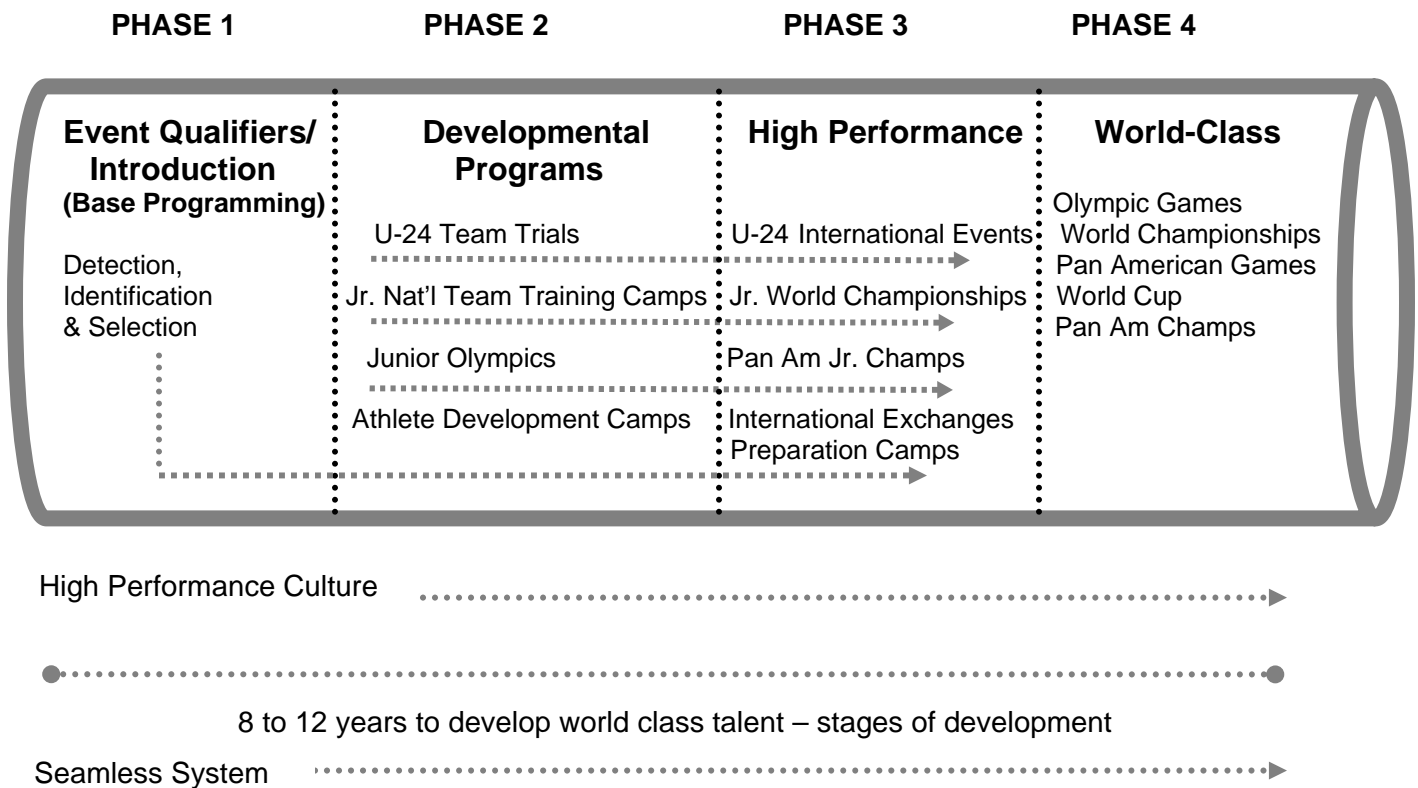 PHASE 1 PHASE 2 PHASE 3 PHASE 4
Event Qualifiers/
Introduction
(Base Programming)
Detection,
Identification
& Selection
Developmental
Programs
U-24 Team Trials
Jr. Nat’l Team Training Camps
Junior Olympics
Athlete Development Camps
High Performance
U-24 International Events
Jr. World Championships
Pan Am Jr. Champs
International Exchanges
Preparation Camps
World-Class
Olympic Games
World Championships
Pan American Games
World Cup
Pan Am Champs
High Performance Culture
8 to 12 years to develop world class talent – stages of development
Seamless System